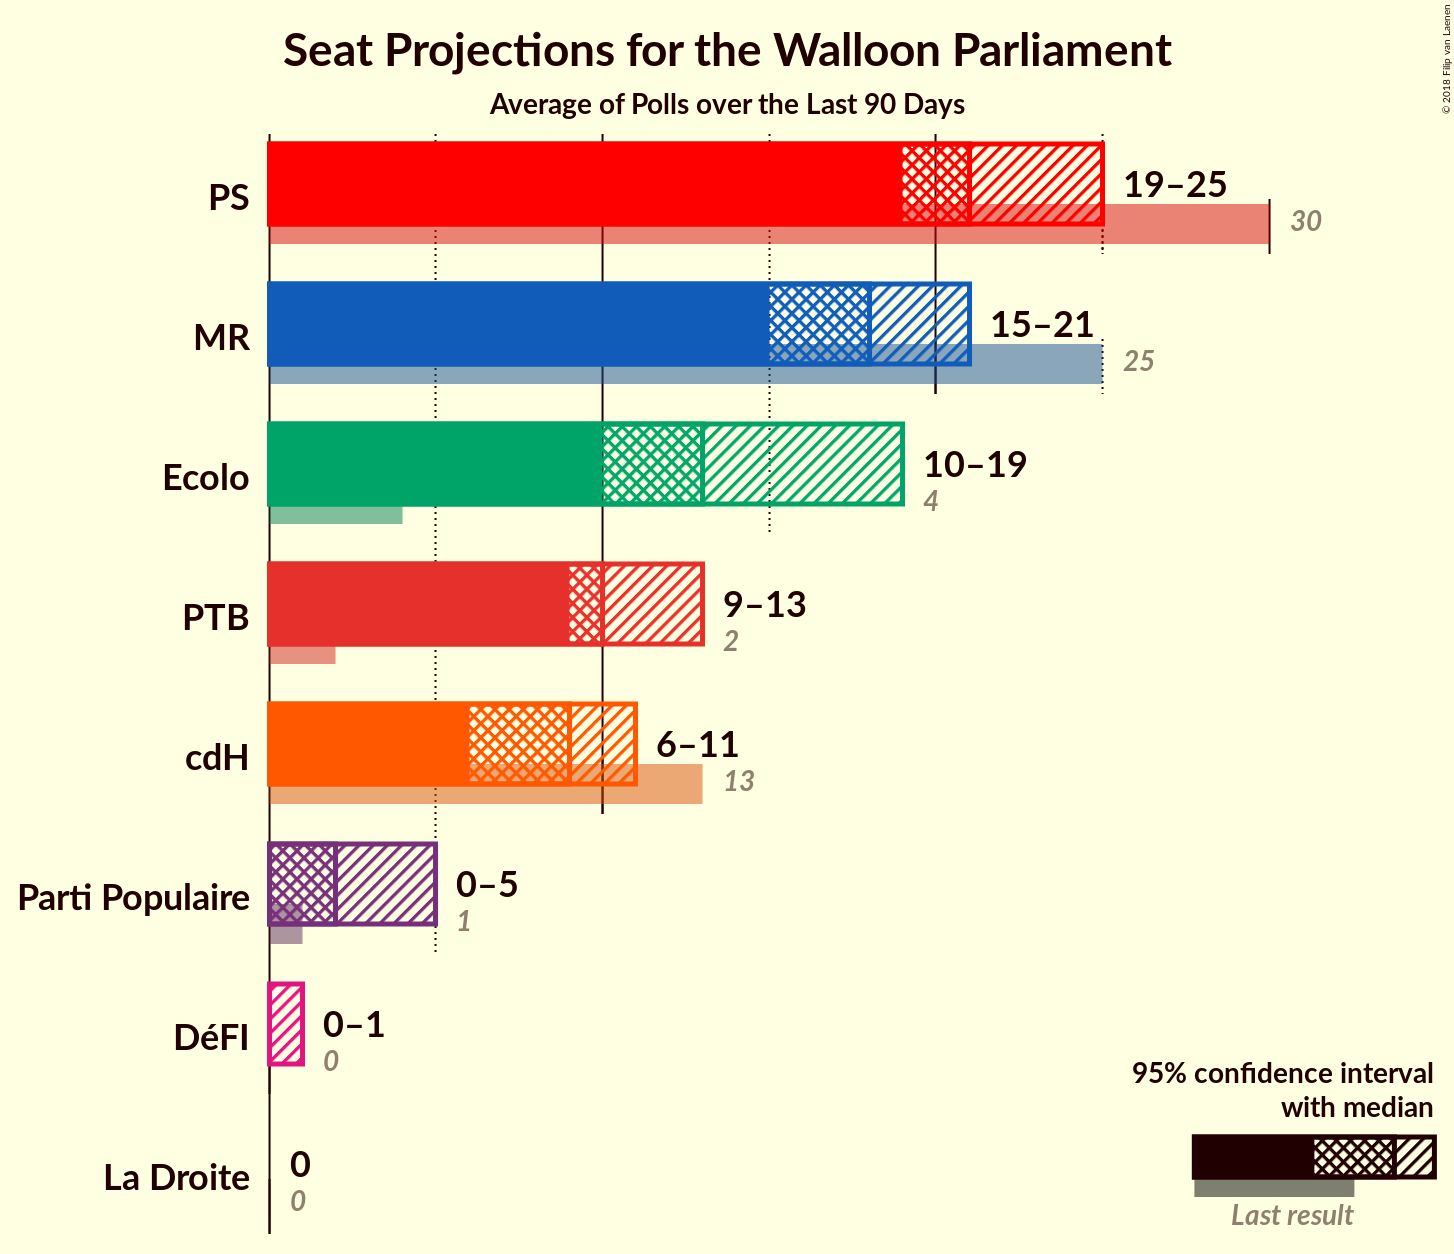 Seat Projections for the Walloon Parliament
Average of Polls over the Last 90 Days
© 2018 Filip van Laenen
PS
19–25
30
MR
15–21
25
Ecolo
10–19
4
PTB
9–13
2
cdH
6–11
13
Parti Populaire
0–5
1
DéFI
0–1
0
La Droite
0
0
95% confidence interval
with median
Last result